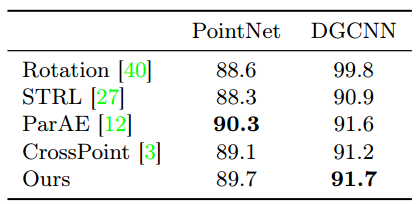 PointNet DGCNN
Rotation [40] 88.6 99.8
STRL [27] 88.3 90.9
ParAE [12] 90.3 91.6
CrossPoint [3] 89.1 91.2
Ours 89.7 91.7